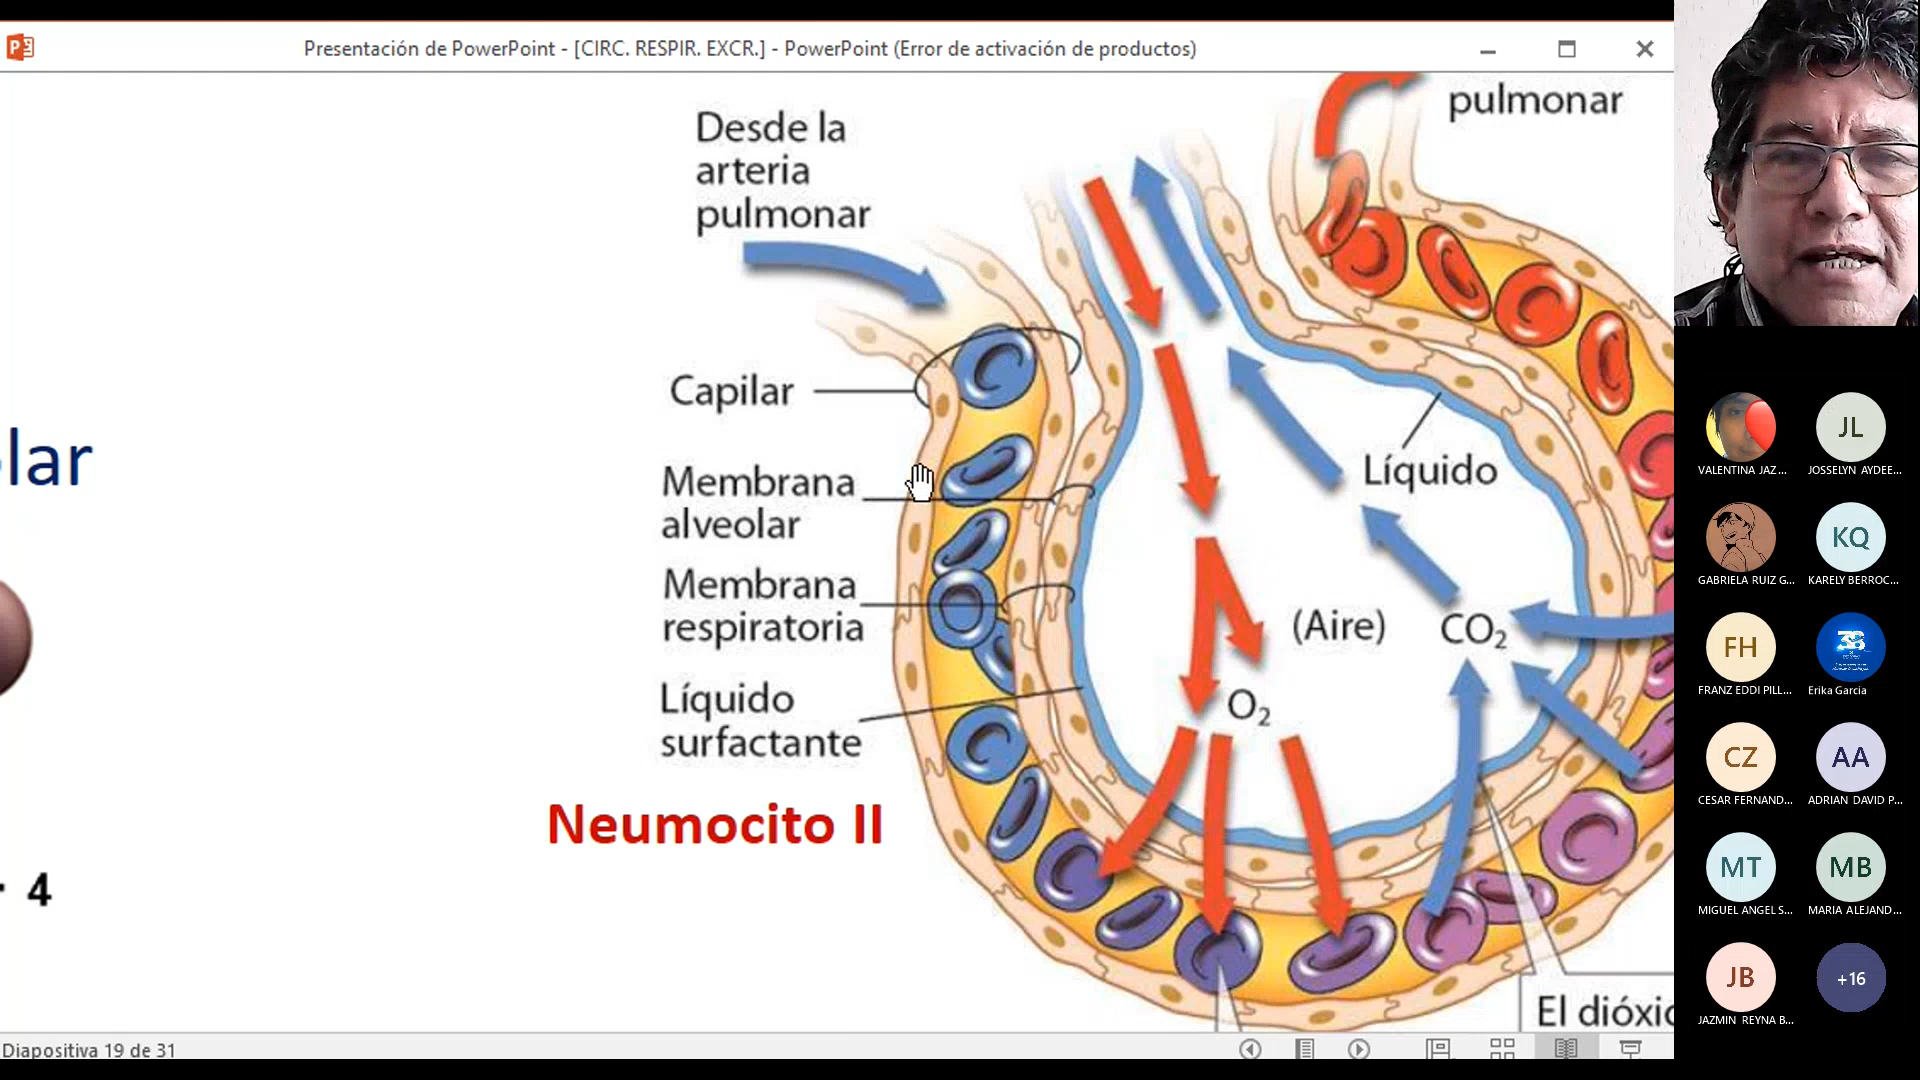 Presentación de PowerPoint - [CIRC. RESPIR. EXCR.] - PowerPoint (Error de activación de productos)
pulmonar
Desde la
arteria
pulmonar
Capilar
Líquido
lar
Membrana
alveolar
Membrana
respiratoria
(Aire)
CO₂
Líquido
surfactante
O₂
Neumocito II
4
El dióxi
Diapositiva 19 de 31
VALENTINA JAZ...
JL
JOSSELYN AYDEE...
GABRIELA RUIZ G...
KQ
KARELY BERROC...
FH
FRANZ EDDI PILL...
38
Erika Garcia
CZ
CESAR FERNAND...
AA
ADRIAN DAVID P...
MT
MIGUEL ANGEL S...
MB
MARIA ALEJAND...
JB
JAZMIN REYNA B...
+16